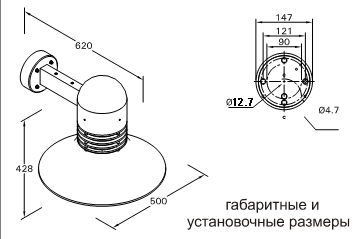 620
147
121
90
Ø12.7
Ø4.7
c
428
500
габаритные и
установочные размеры